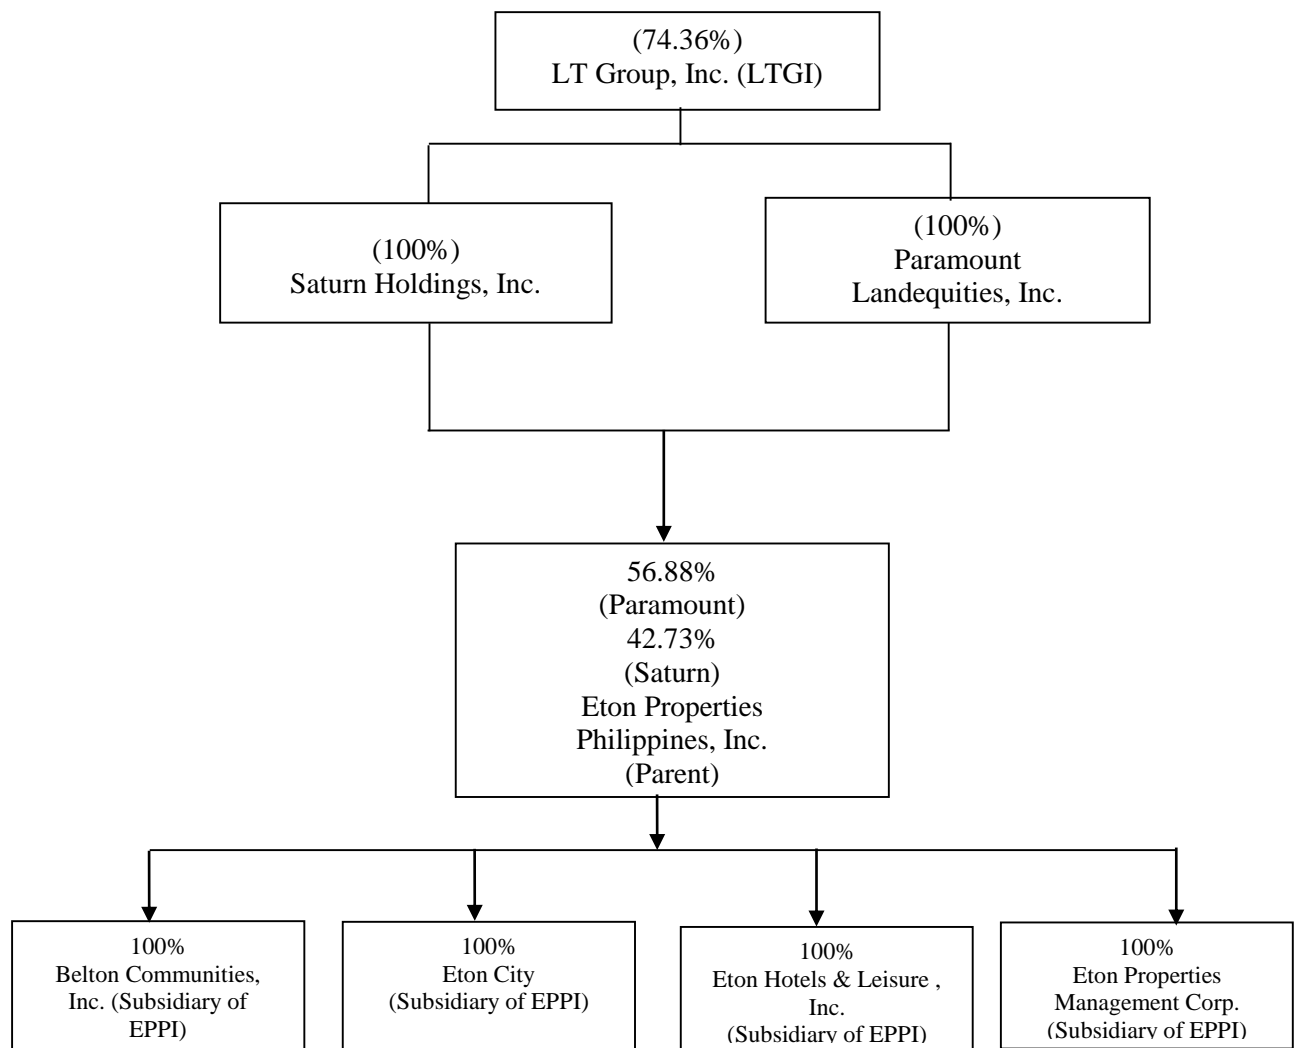 (74.36%)
LT Group, Inc. (LTGI)
(100%)
Saturn Holdings, Inc.
(100%)
Paramount
Landequities, Inc.
56.88%
(Paramount)
42.73%
(Saturn)
Eton Properties
Philippines, Inc.
(Parent)
100%
Belton Communities,
Inc. (Subsidiary of
EPPI)
100%
Eton City
(Subsidiary of EPPI)
100%
Eton Hotels & Leisure ,
Inc.
(Subsidiary of EPPI)
100%
Eton Properties
Management Corp.
(Subsidiary of EPPI)